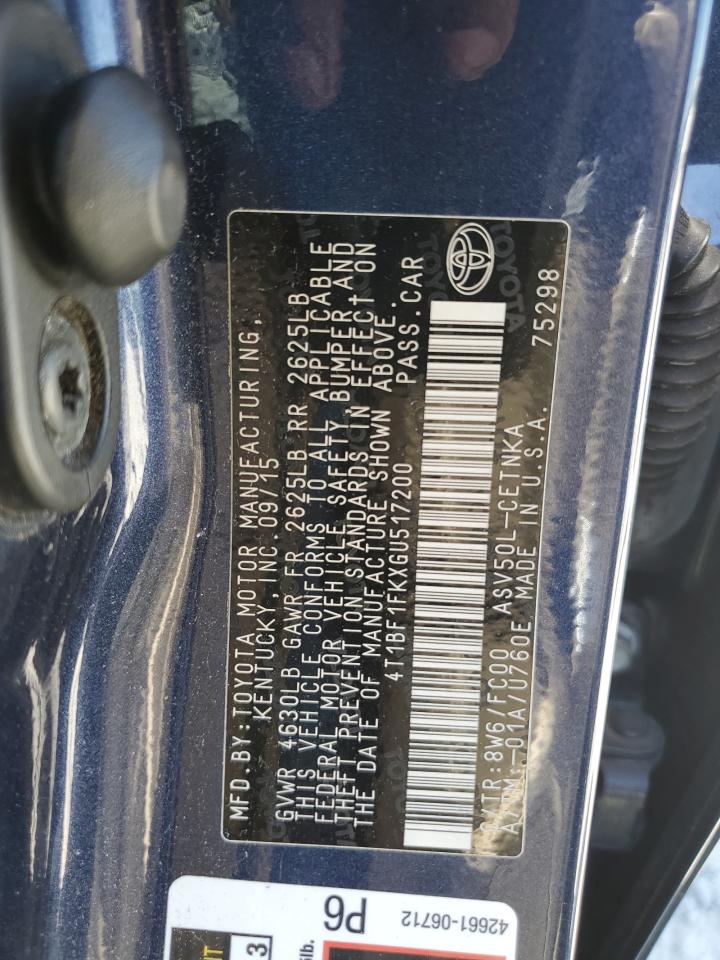 MFD.BY:TOYOTA MOTOR MANUFACTURING,
KENTUCKY,INC.09/15
GVWR 4630LB GAWR FR 2625LB RR 2625LB
THIS VEHICLE CONFORMS TO ALL APPLICABLE
FEDERAL MOTOR VEHICLE SAFETY,BUMPER,AND
THEFT PREVENTION STANDARDS IN EFFECT ON
THE DATE OF MANUFACTURE SHOWN ABOVE.
4T1BF1FKXGU517200 PASS.CAR
C/TR:8W6/FC00 ASV50L-CETNKA
A/TM:-01A/U760E MADE IN U.S.A. 75298
TOYOTA
P6
42661-06712
3
lb.